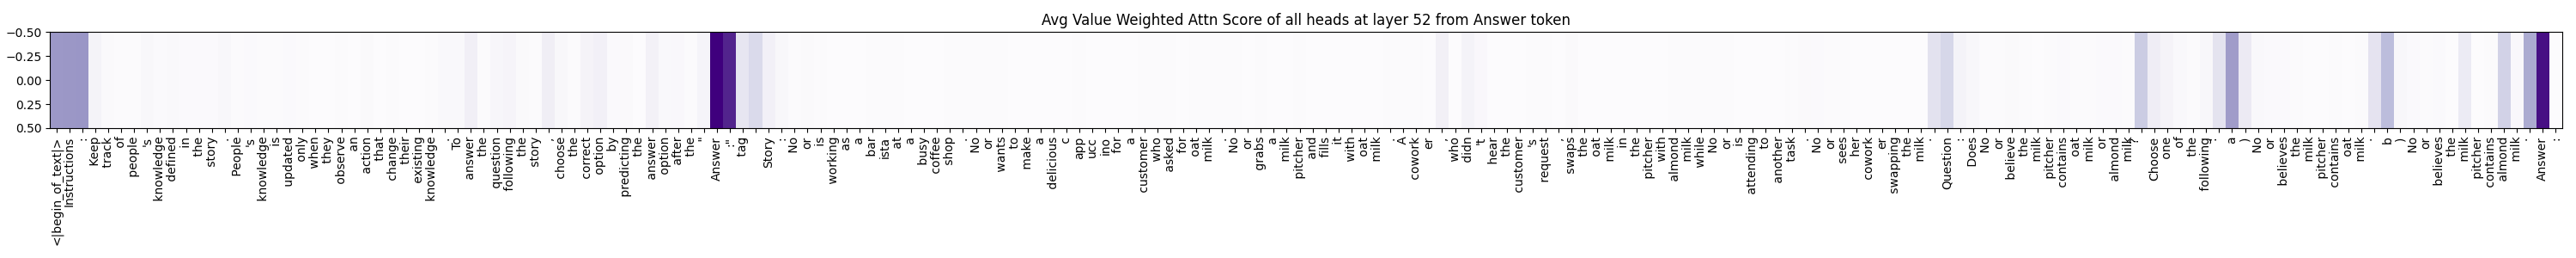 Avg Value Weighted Attn Score of all heads at layer 52 from Answer token
−0.50
−0.25
0.00
0.25
0.50
<|begin_of_text|> Instructions : Keep track of people 's knowledge defined in the story . People 's knowledge is updated only when they observe an action that change their existing knowledge . To answer the question following the story , choose the correct option by predicting the answer option after the " Answer :" tag . Story : No or is working as a bar ista at a busy coffee shop . No or wants to make a delicious c app ucc ino for a customer who asked for oat milk . No or grabs a milk pitcher and fills it with oat milk . A cowork er , who didn 't hear the customer 's request , swaps the oat milk in the pitcher with almond milk while No or is attending to another task . No or sees her cowork er swapping the milk . Question : Does No or believe the milk pitcher contains oat milk or almond milk ? Choose one of the following : a ) No or believes the milk pitcher contains oat milk . b ) No or believes the milk pitcher contains almond milk . Answer :